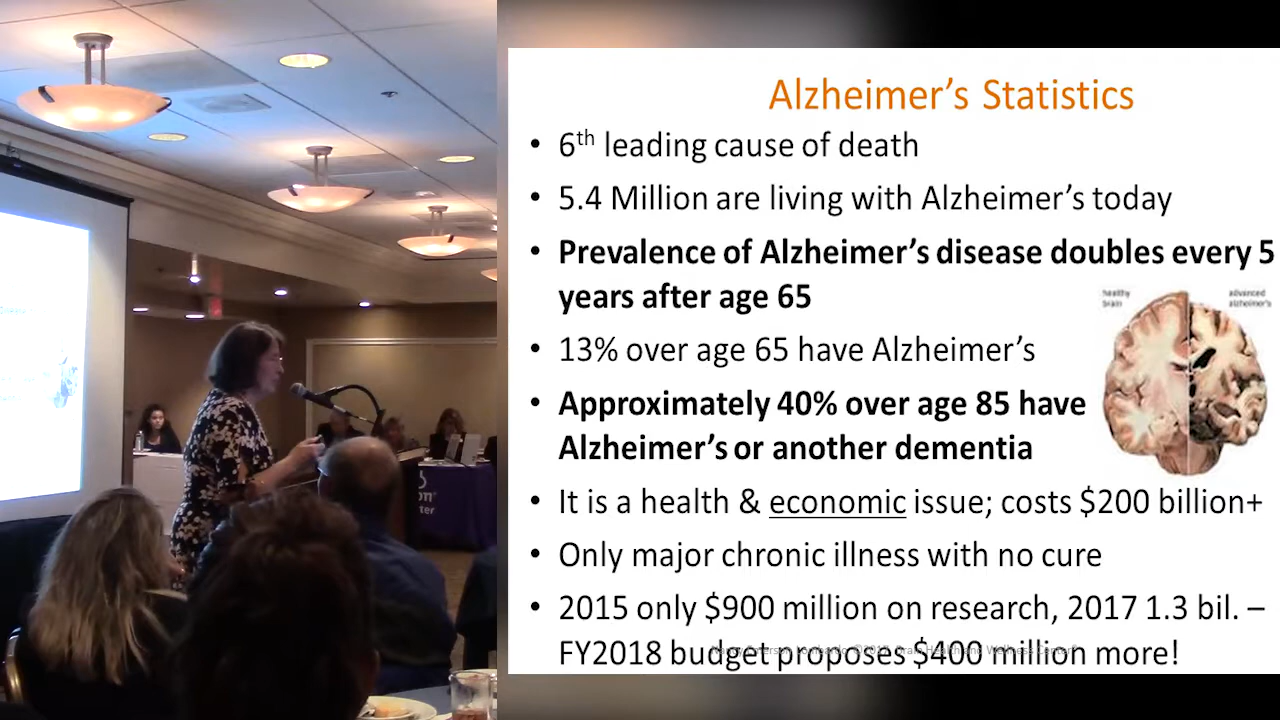 Alzheimer's Statistics
• 6th leading cause of death
• 5.4 Million are living with Alzheimer's today
• Prevalence of Alzheimer's disease doubles every 5
years after age 65
healthy brain
advanced alzheimer's
• 13% over age 65 have Alzheimer's
• Approximately 40% over age 85 have
Alzheimer's or another dementia
• It is a health & economic issue; costs $200 billion+
• Only major chronic illness with no cure
• 2015 only $900 million on research, 2017 1.3 bil. –
FY2018 budget proposes $400 million more!